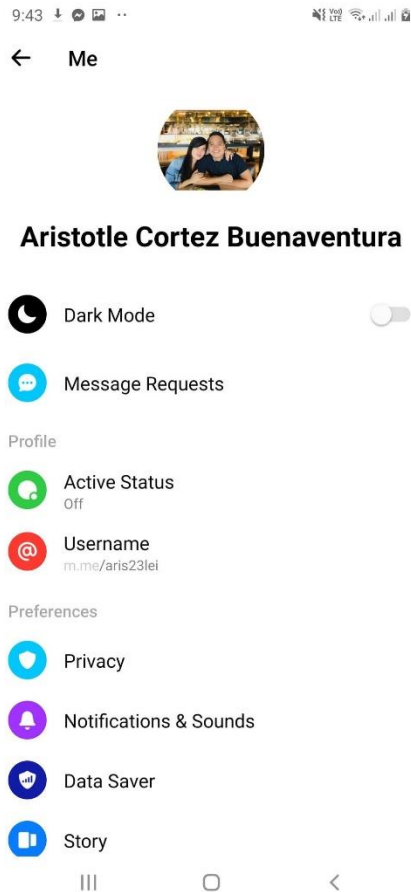 9:43
Me
Aristotle Cortez Buenaventura
Dark Mode
Message Requests
Profile
Active Status
Off
Username
m.me/aris23lei
Preferences
Privacy
Notifications & Sounds
Data Saver
Story